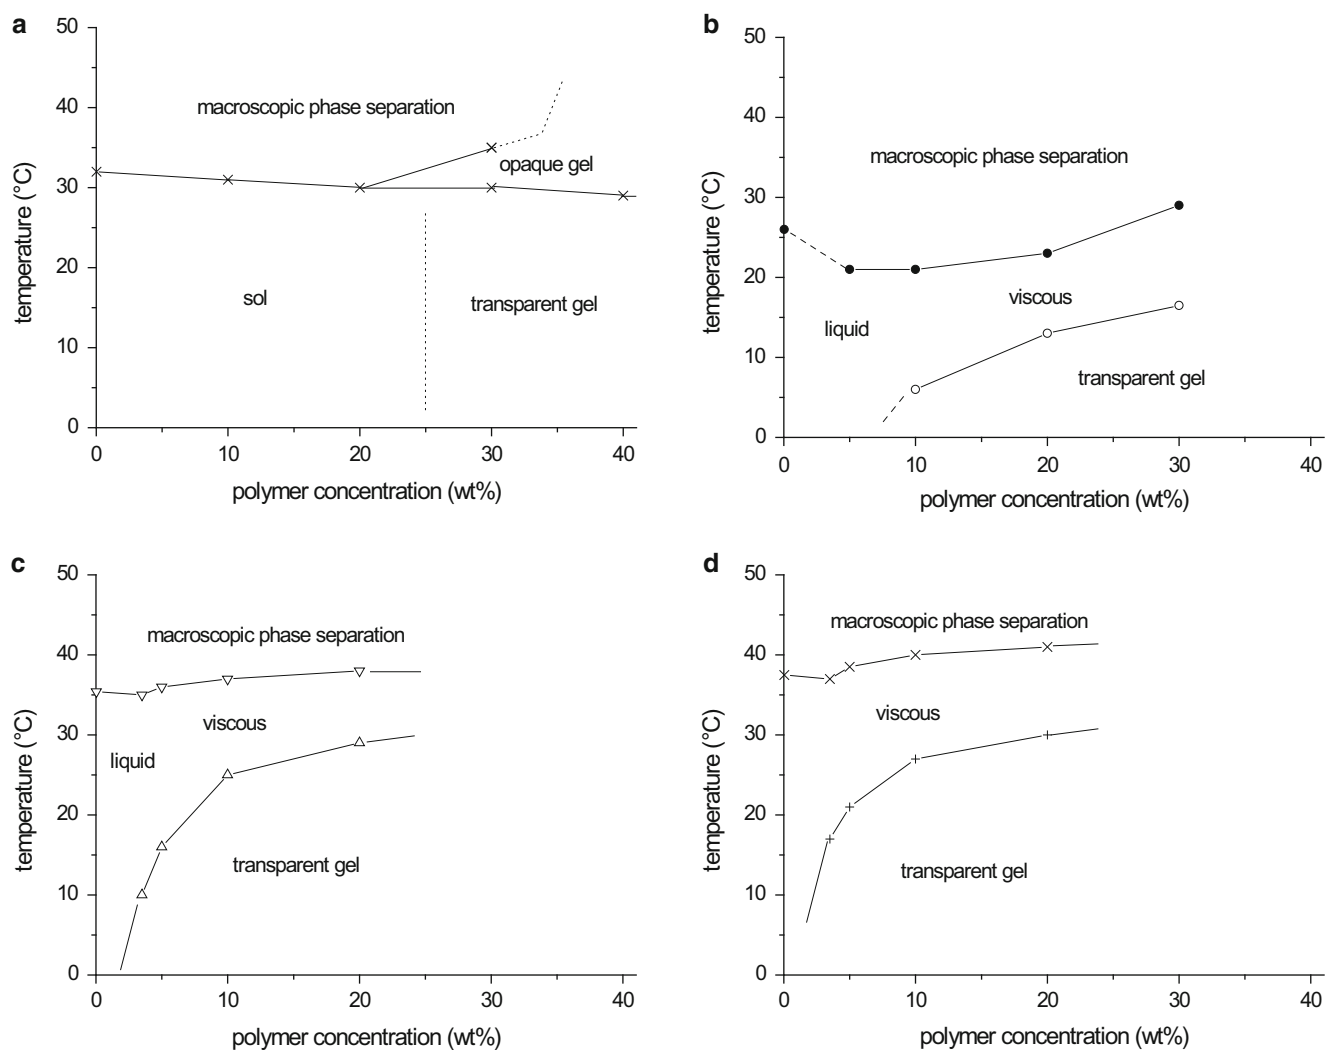 a
50
40
30
20
10
0
temperature (°C)
macroscopic phase separation
opaque gel
sol
transparent gel
0 10 20 30 40
polymer concentration (wt%)
b
50
40
30
20
10
0
temperature (°C)
macroscopic phase separation
viscous
liquid
transparent gel
0 10 20 30 40
polymer concentration (wt%)
c
50
40
30
20
10
0
temperature (°C)
macroscopic phase separation
viscous
liquid
transparent gel
0 10 20 30 40
polymer concentration (wt%)
d
50
40
30
20
10
0
temperature (°C)
macroscopic phase separation
viscous
transparent gel
0 10 20 30 40
polymer concentration (wt%)